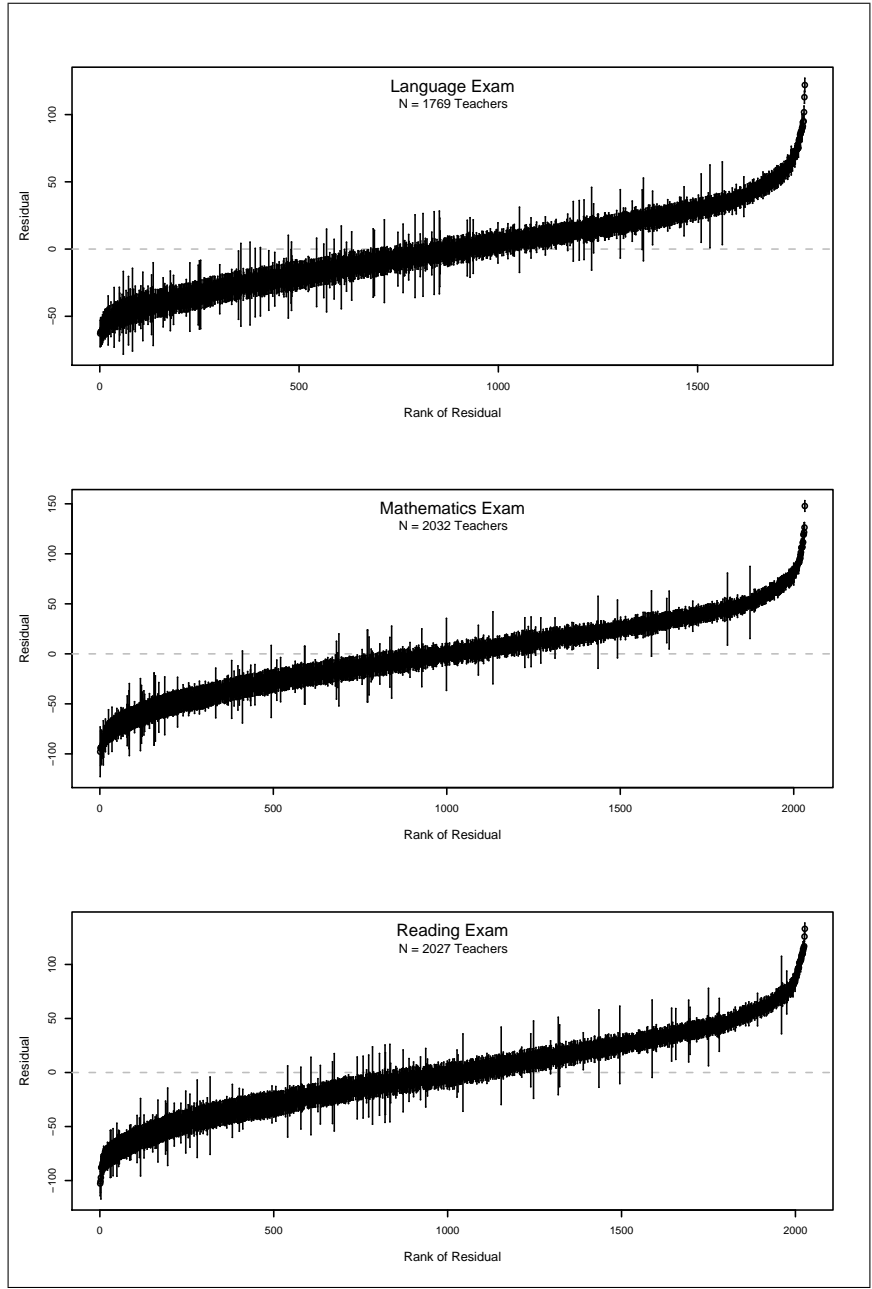 Language Exam
N = 1769 Teachers
Residual
100
50
0
−50
0
500
1000
1500
Rank of Residual
Mathematics Exam
N = 2032 Teachers
Residual
150
100
50
0
−50
−100
0
500
1000
1500
2000
Rank of Residual
Reading Exam
N = 2027 Teachers
Residual
100
50
0
−50
−100
0
500
1000
1500
2000
Rank of Residual